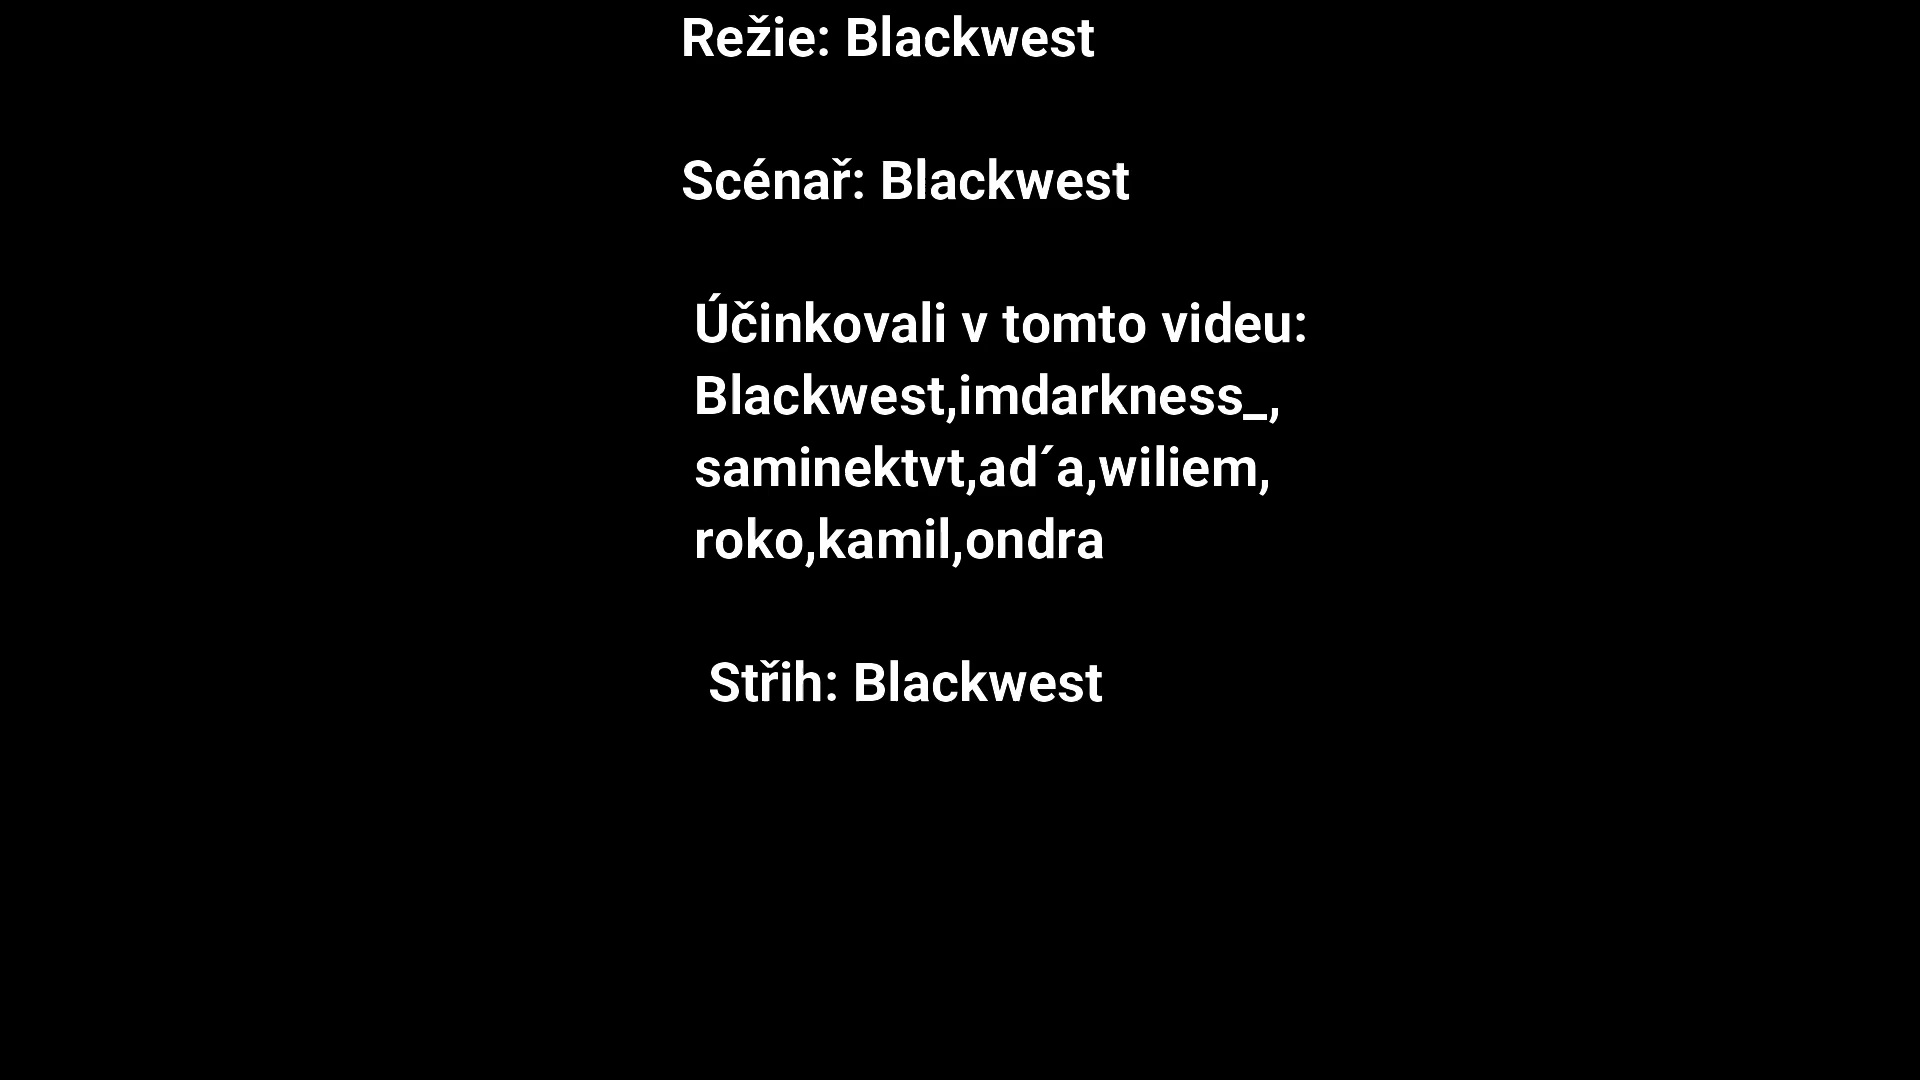 Režie: Blackwest
Scénař: Blackwest
Účinkovali v tomto videu:
Blackwest,imdarkness_,
saminektvt,ad´a,wiliem,
roko,kamil,ondra
Střih: Blackwest